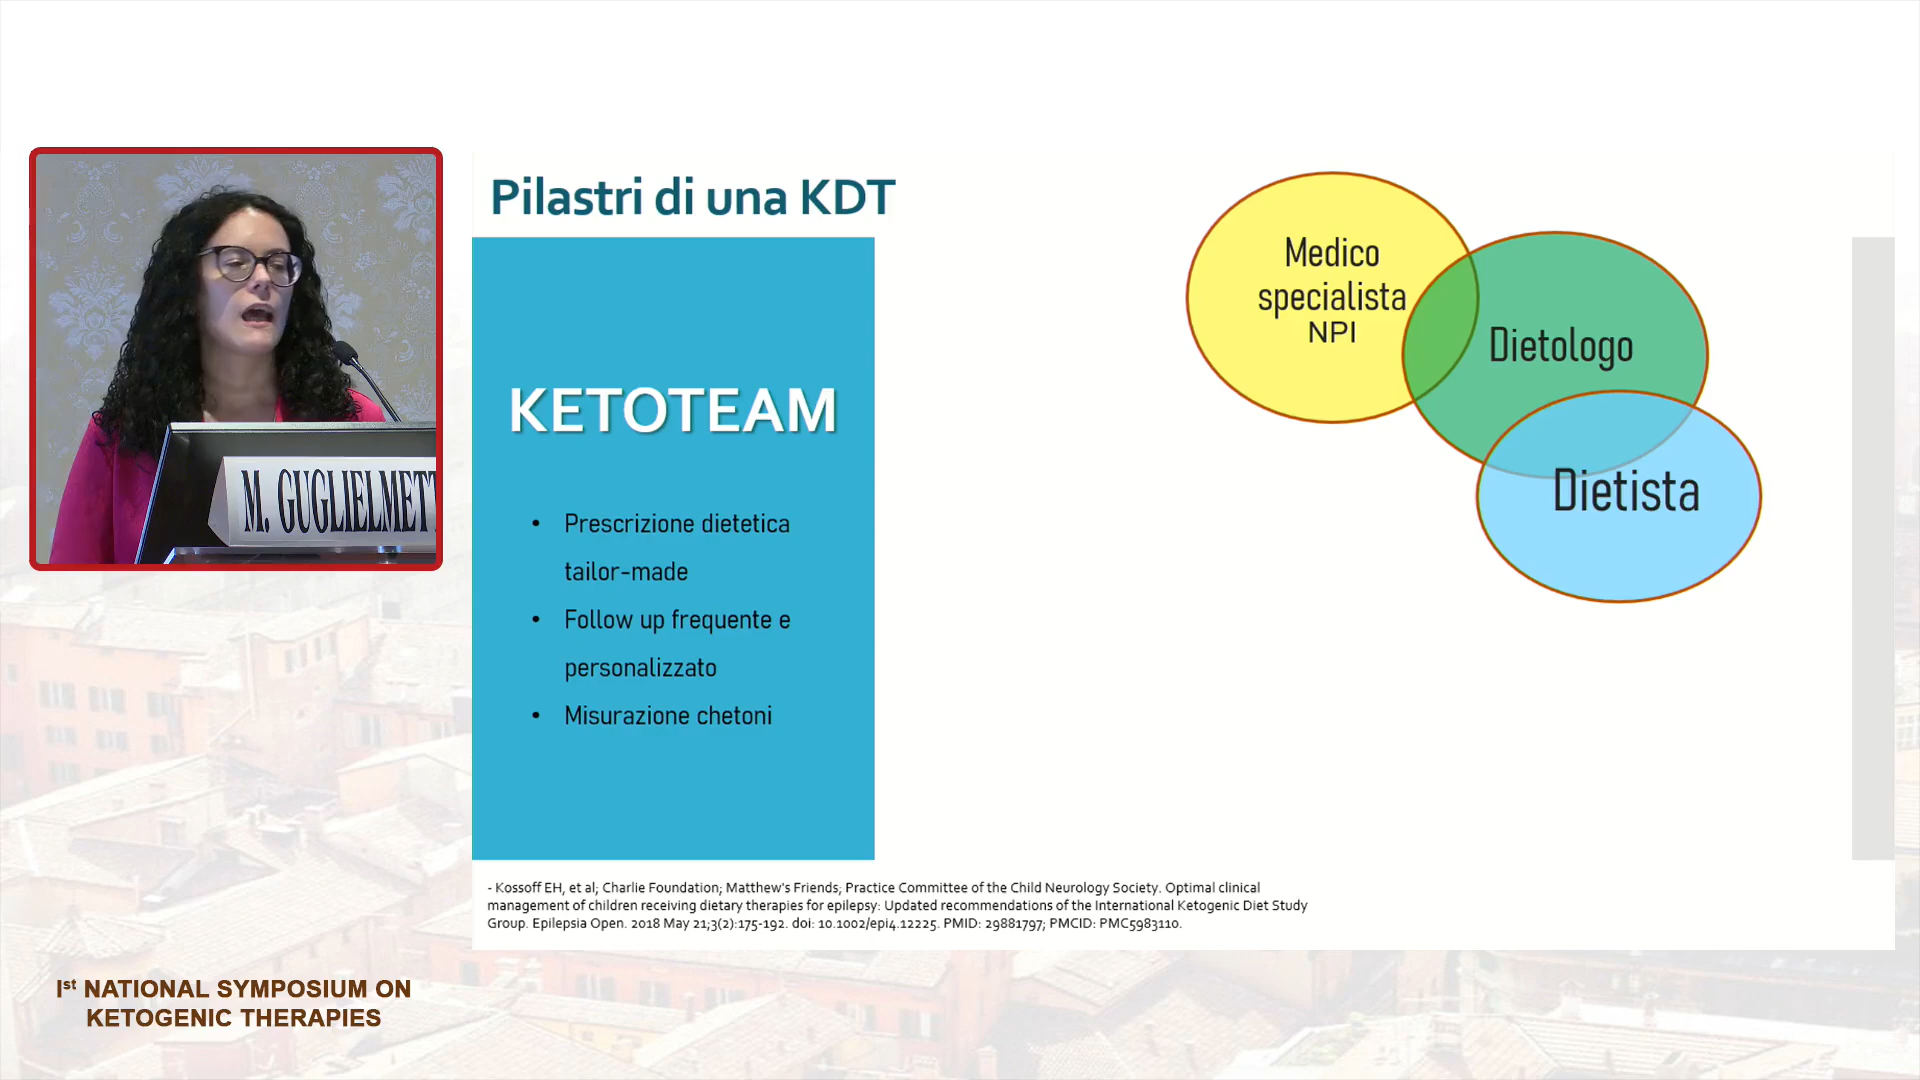 Pilastri di una KDT
KETOTEAM
• Prescrizione dietetica
tailor-made
• Follow up frequente e
personalizzato
• Misurazione chetoni
Medico
specialista
NPI
Dietologo
Dietista
M. GUGLIELMETT
- Kossoff EH, et al; Charlie Foundation; Matthew's Friends; Practice Committee of the Child Neurology Society. Optimal clinical
management of children receiving dietary therapies for epilepsy: Updated recommendations of the International Ketogenic Diet Study
Group. Epilepsia Open. 2018 May 21;3(2):175-192. doi: 10.1002/epi4.12225. PMID: 29881797; PMCID: PMC5983110.
Ist NATIONAL SYMPOSIUM ON
KETOGENIC THERAPIES